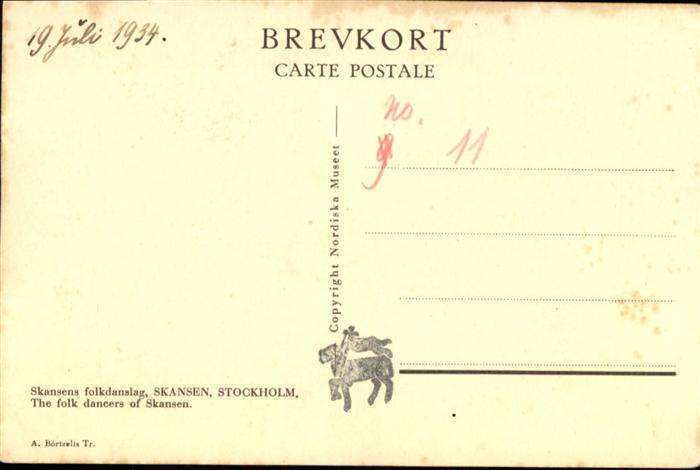 19. Juli 1934.
BREVKORT
CARTE POSTALE
no.
9 11
Copyright Nordiska Museet
Skansens folkdanslag, SKANSEN, STOCKHOLM.
The folk dancers of Skansen.
A. Börtzells Tr.